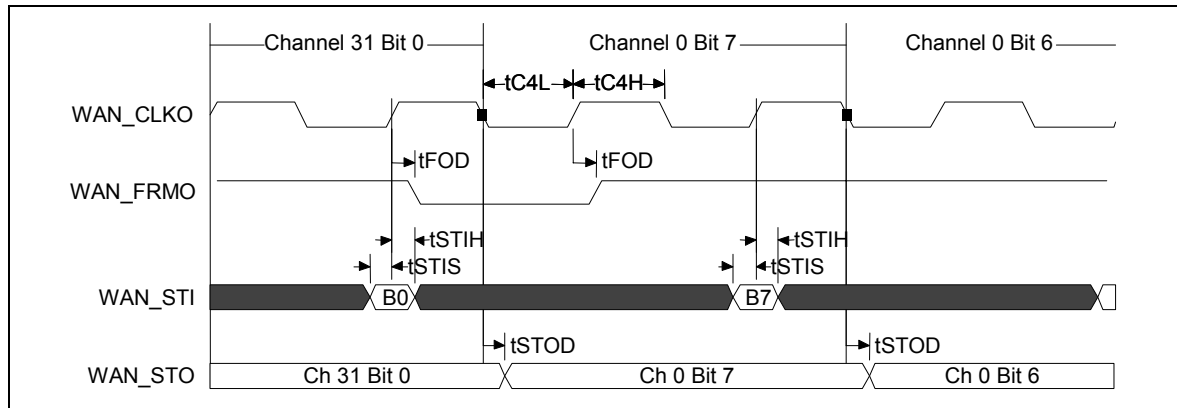 Channel 31 Bit 0
Channel 0 Bit 7
Channel 0 Bit 6
tC4L
tC4H
WAN_CLKO
tFOD
tFOD
WAN_FRMO
tSTIH
tSTIH
tSTIS
tSTIS
WAN_STI
B0
B7
tSTOD
tSTOD
WAN_STO
Ch 31 Bit 0
Ch 0 Bit 7
Ch 0 Bit 6